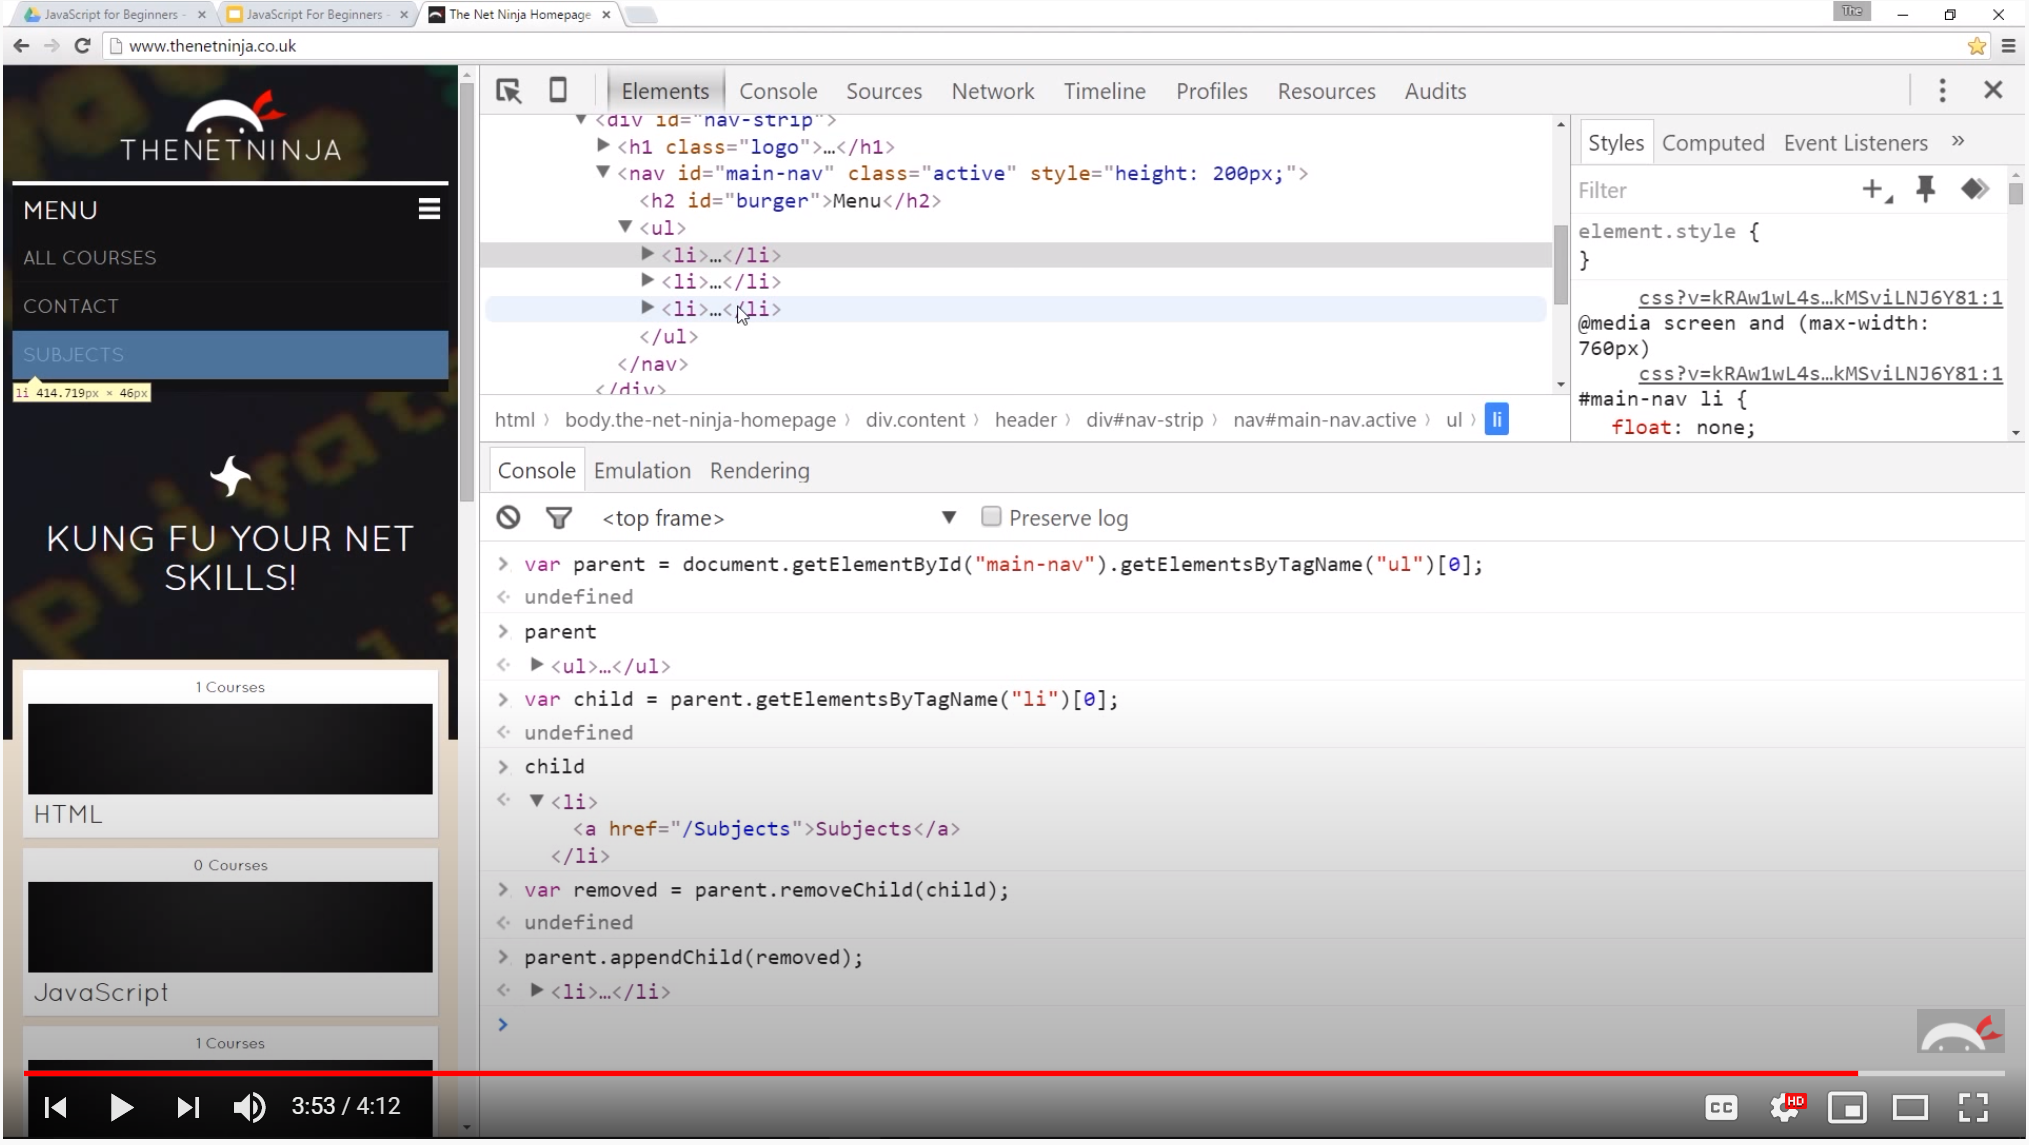 JavaScript for Beginners -
JavaScript For Beginners -
The Net Ninja Homepage
The
www.thenetninja.co.uk
THENETNINJA
MENU
ALL COURSES
CONTACT
SUBJECTS
li 414.719px × 46px
KUNG FU YOUR NET
SKILLS!
1 Courses
HTML
0 Courses
JavaScript
1 Courses
Elements Console Sources Network Timeline Profiles Resources Audits
▼<div id="nav-strip">
▶<h1 class="logo">…</h1>
▼<nav id="main-nav" class="active" style="height: 200px;">
<h2 id="burger">Menu</h2>
▼<ul>
▶<li>…</li>
▶<li>…</li>
▶<li>…</li>
</ul>
</nav>
</div>
html body.the-net-ninja-homepage div.content header div#nav-strip nav#main-nav.active ul li
Styles Computed Event Listeners »
Filter
element.style {
}
css?v=kRAw1wL4s…kMSviLNJ6Y81:1
@media screen and (max-width:
760px)
css?v=kRAw1wL4s…kMSviLNJ6Y81:1
#main-nav li {
float: none;
Console Emulation Rendering
<top frame> ▼ Preserve log
> var parent = document.getElementById("main-nav").getElementsByTagName("ul")[0];
undefined
> parent
▶<ul>…</ul>
> var child = parent.getElementsByTagName("li")[0];
undefined
> child
▼<li>
<a href="/Subjects">Subjects</a>
</li>
> var removed = parent.removeChild(child);
undefined
> parent.appendChild(removed);
▶<li>…</li>
>
3:53 / 4:12
CC HD